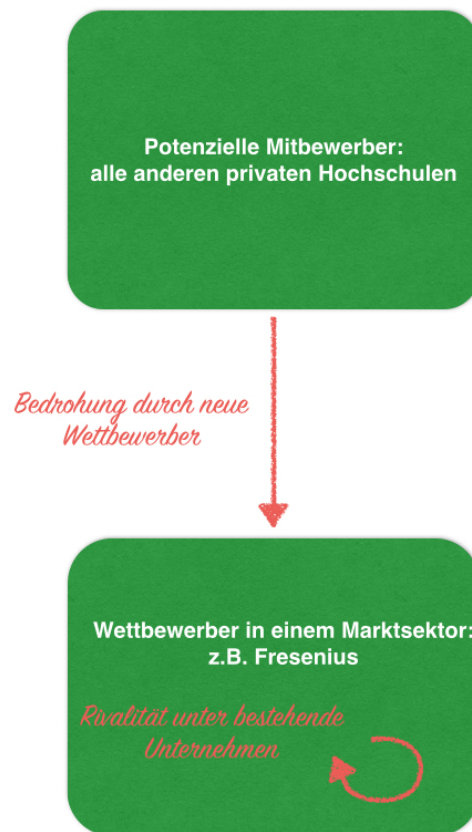 Potenzielle Mitbewerber:
alle anderen privaten Hochschulen
Bedrohung durch neue
Wettbewerber
Wettbewerber in einem Marktsektor:
z.B. Fresenius
Rivalität unter bestehende
Unternehmen